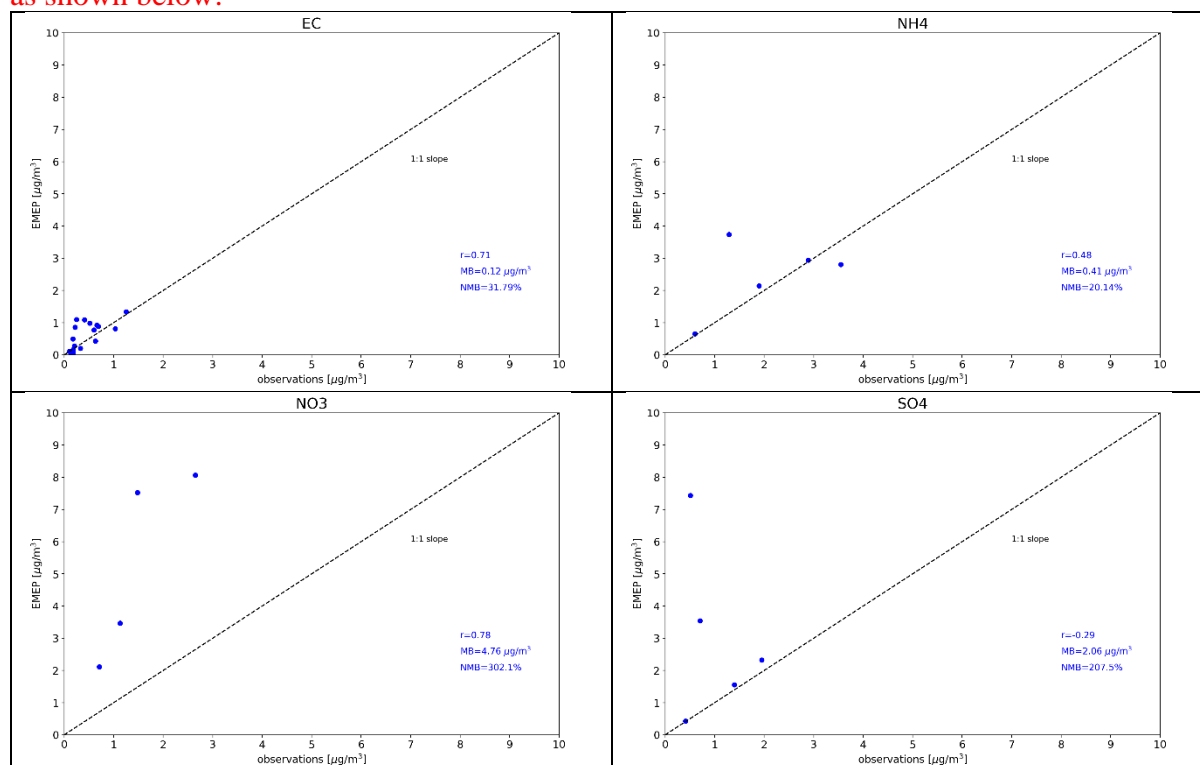 as shown below:
EC
10
9
8
7
6
5
4
3
2
1
0
EMEP [μg/m³]
1:1 slope
r=0.71
MB=0.12 μg/m³
NMB=31.79%
0 1 2 3 4 5 6 7 8 9 10
observations [μg/m³]
NH4
10
9
8
7
6
5
4
3
2
1
0
EMEP [μg/m³]
1:1 slope
r=0.48
MB=0.41 μg/m³
NMB=20.14%
0 1 2 3 4 5 6 7 8 9 10
observations [μg/m³]
NO3
10
9
8
7
6
5
4
3
2
1
0
EMEP [μg/m³]
1:1 slope
r=0.78
MB=4.76 μg/m³
NMB=302.1%
0 1 2 3 4 5 6 7 8 9 10
observations [μg/m³]
SO4
10
9
8
7
6
5
4
3
2
1
0
EMEP [μg/m³]
1:1 slope
r=-0.29
MB=2.06 μg/m³
NMB=207.5%
0 1 2 3 4 5 6 7 8 9 10
observations [μg/m³]